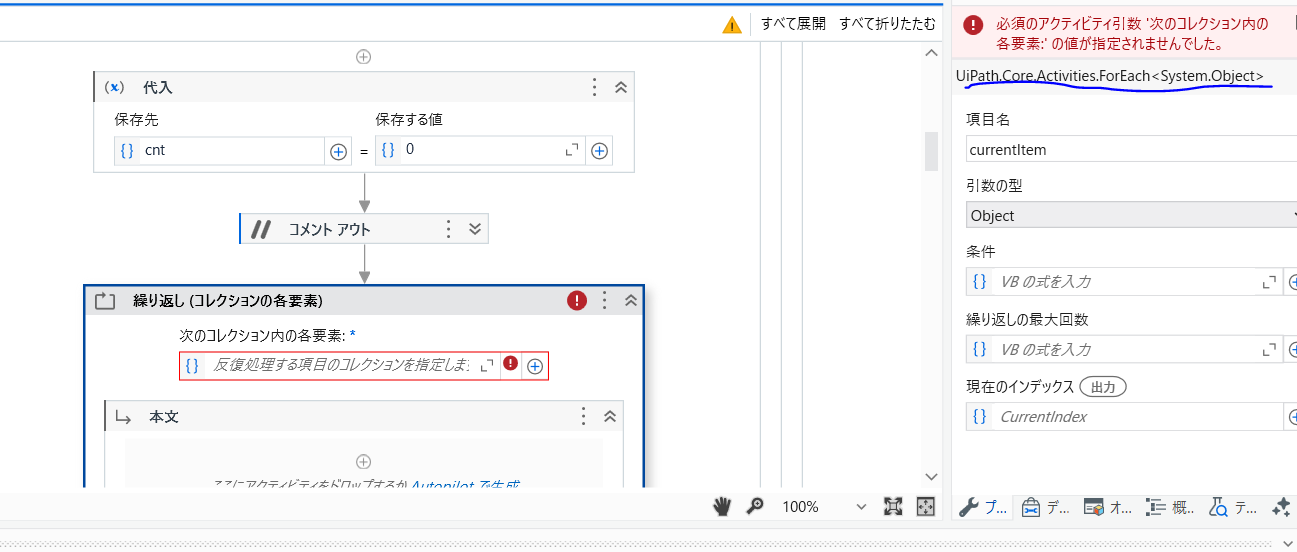 すべて展開 すべて折りたたむ
代入
保存先
保存する値
cnt
=
0
コメント アウト
繰り返し (コレクションの各要素)
次のコレクション内の各要素: *
反復処理する項目のコレクションを指定しま
本文
ここにアクティビティをドロップするか Autopilot で生成
100%
必須のアクティビティ引数 '次のコレクション内の
各要素:' の値が指定されませんでした。
UiPath.Core.Activities.ForEach<System.Object>
項目名
currentItem
引数の型
Object
条件
VB の式を入力
繰り返しの最大回数
VB の式を入力
現在のインデックス 出力
CurrentIndex
プ... デ... オ... 概.. テ...